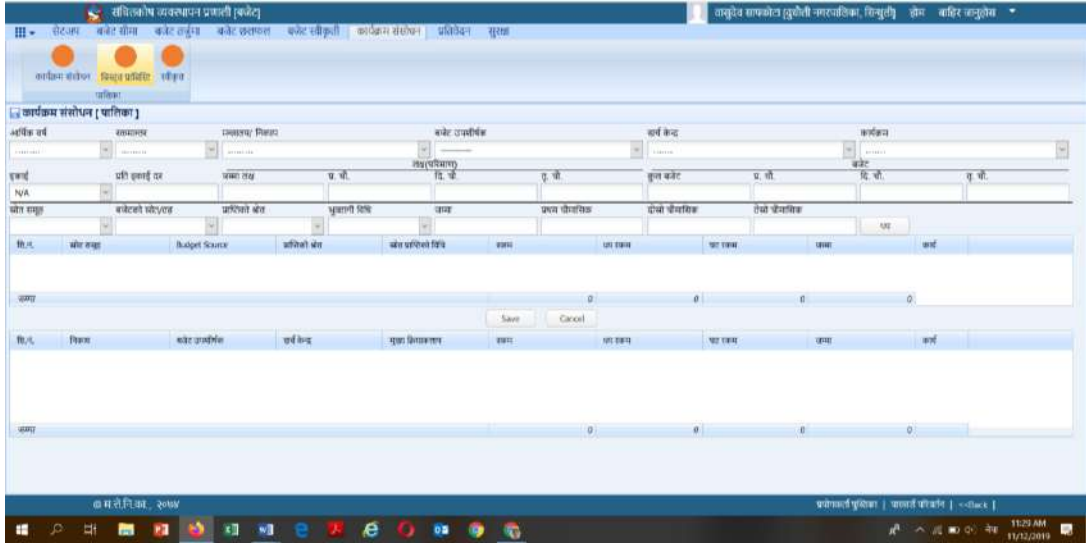 संचितकोष व्यवस्थापन प्रणाली [बजेट]
वासुदेव सापकोटा [दुधौली नगरपालिका, सिन्धुली] होम बाहिर जानुहोस
सेटअप बजेट सीमा बजेट तर्जुमा बजेट छलफल बजेट स्वीकृती कार्यक्रम संसोधन प्रतिवेदन सुरक्षा
कार्यक्रम संसोधन विस्तृत प्रविष्टि स्वीकृत
पालिका
कार्यक्रम संसोधन [ पालिका ]
आर्थिक वर्ष मन्त्रालय/ निकाय बजेट उपशीर्षक खर्च केन्द्र कार्यक्रम
लक्ष(परिमाण) बजेट
इकाई प्रति इकाई दर जम्मा लक्ष प्र. चौ. दि. चौ. तृ. चौ. कुल बजेट प्र. चौ. दि. चौ. तृ. चौ.
N/A
स्रोत समूह बजेटको स्रोत/तह प्राप्तिको स्रोत भुक्तानी विधि जम्मा प्रथम चौमासिक दोस्रो चौमासिक तेस्रो चौमासिक
थप
सि.नं. स्रोत समूह Budget Source प्राप्तिको स्रोत स्रोत प्राप्तिको विधि रकम थप रकम घट रकम जम्मा कार्य
जम्मा 0 0 0 0
Save Cancel
सि.नं. निकाय बजेट उपशीर्षक खर्च केन्द्र मुख्य क्रियाकलाप रकम थप रकम घट रकम जम्मा कार्य
जम्मा 0 0 0 0
© म.ले.नि.का., २०७४
प्रयोगकर्ता पुस्तिका | पासवर्ड परिवर्तन | <<Back |
नेपा 11:29 AM
11/12/2019